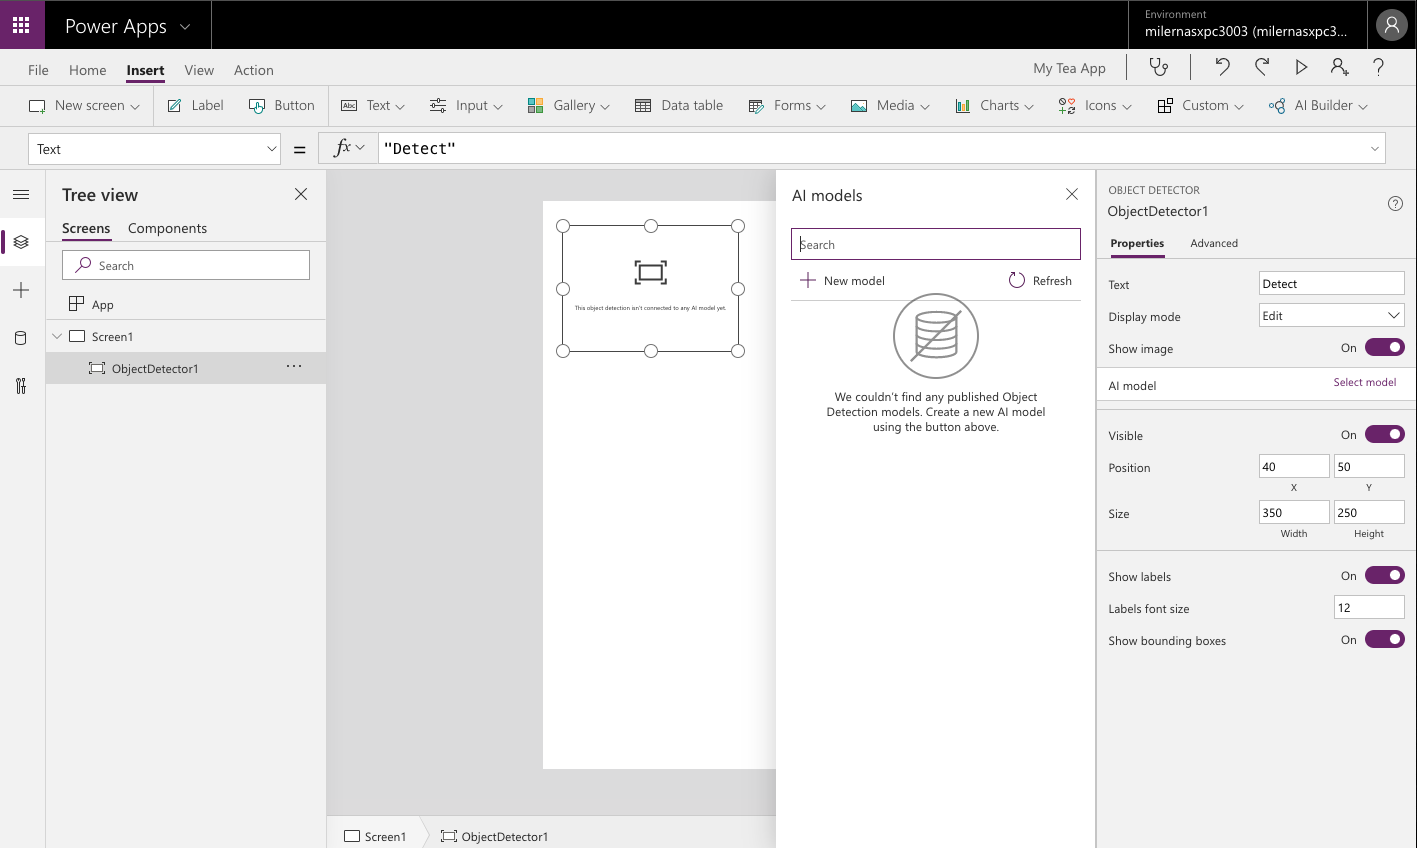 Power Apps
Environment
milernasxpc3003 (milernasxpc3...
File Home Insert View Action
My Tea App
New screen Label Button Text Input Gallery Data table Forms Media Charts Icons Custom AI Builder
Abc
Text = fx "Detect"
Tree view
Screens Components
Search
App
Screen1
ObjectDetector1 ...
This object detection isn't connected to any AI model yet.
Screen1 ObjectDetector1
AI models
Search
New model Refresh
We couldn't find any published Object
Detection models. Create a new AI model
using the button above.
OBJECT DETECTOR
ObjectDetector1
Properties Advanced
Text Detect
Display mode Edit
Show image On
AI model Select model
Visible On
Position 40 50
X Y
Size 350 250
Width Height
Show labels On
Labels font size 12
Show bounding boxes On